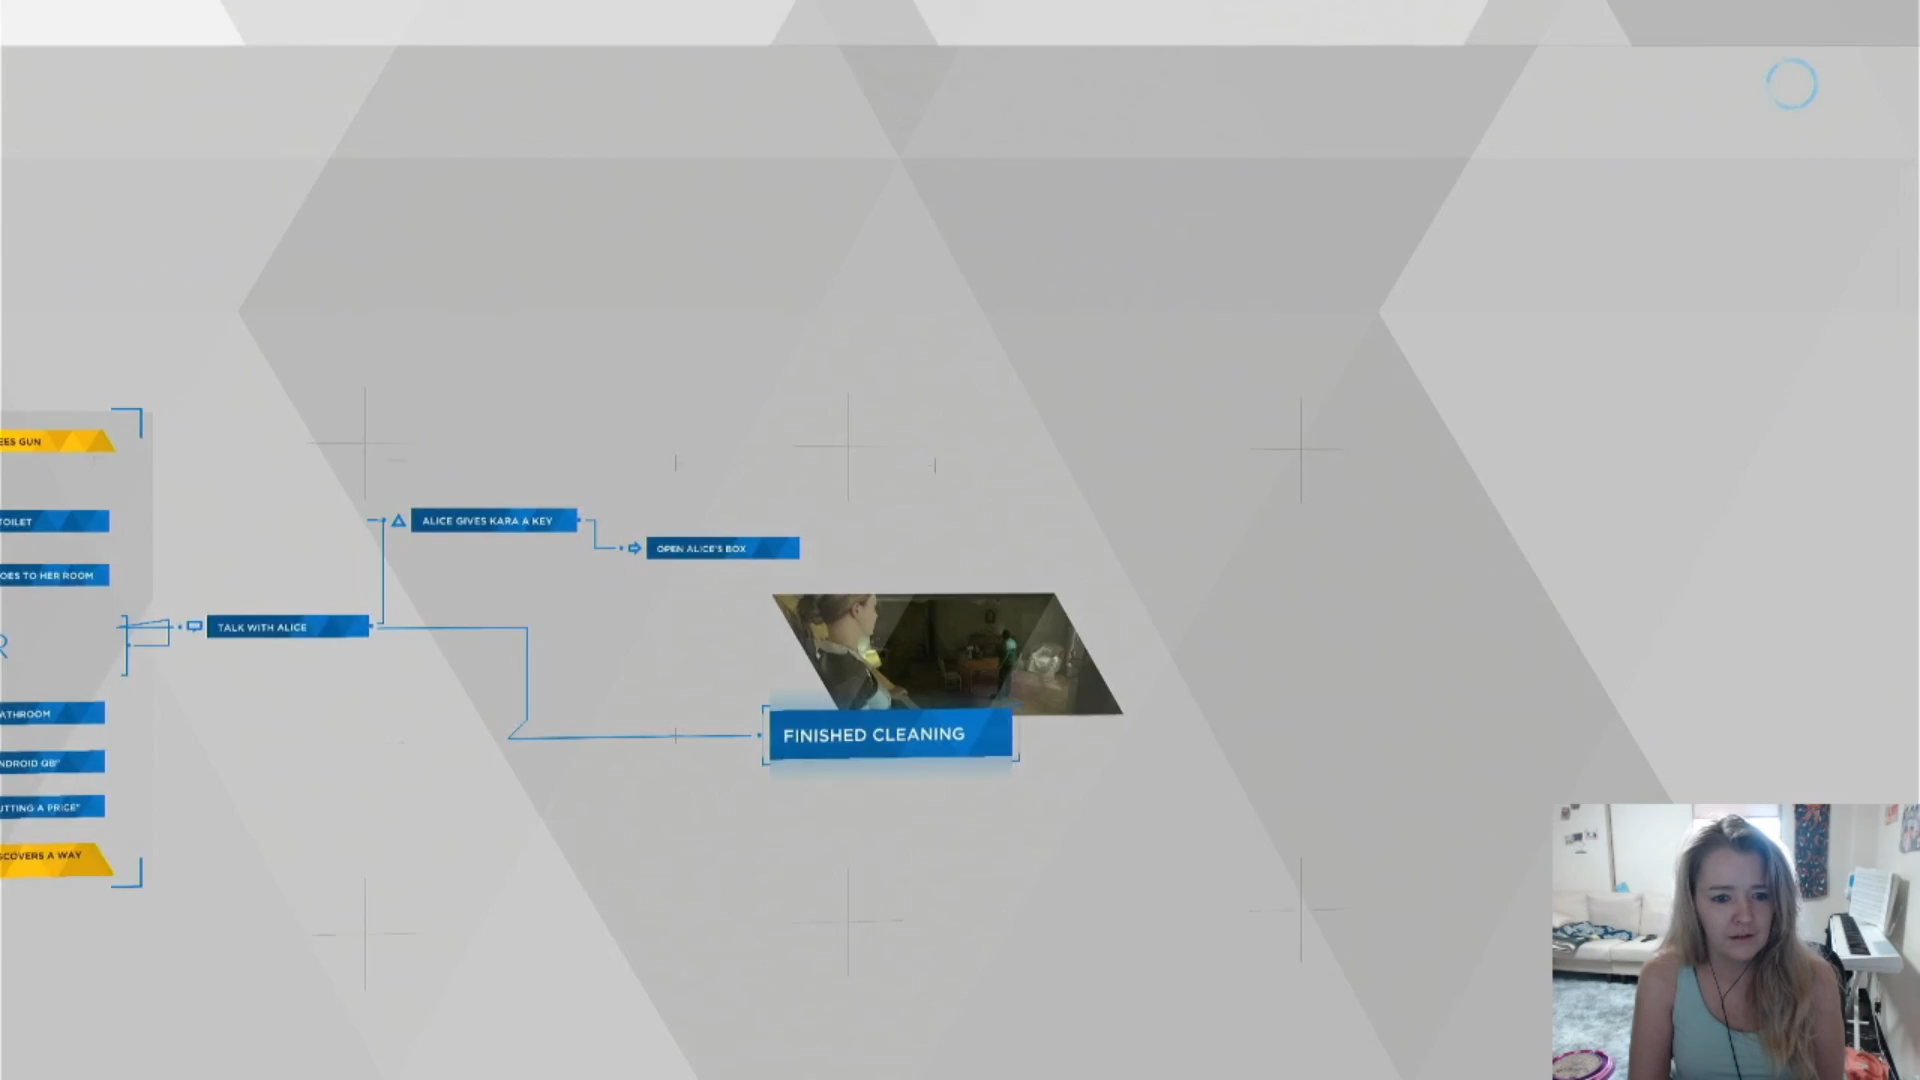 EES GUN
TOILET
OES TO HER ROOM
R
ATHROOM
NDROID QB"
UTTING A PRICE"
SCOVERS A WAY
TALK WITH ALICE
ALICE GIVES KARA A KEY
OPEN ALICE'S BOX
FINISHED CLEANING